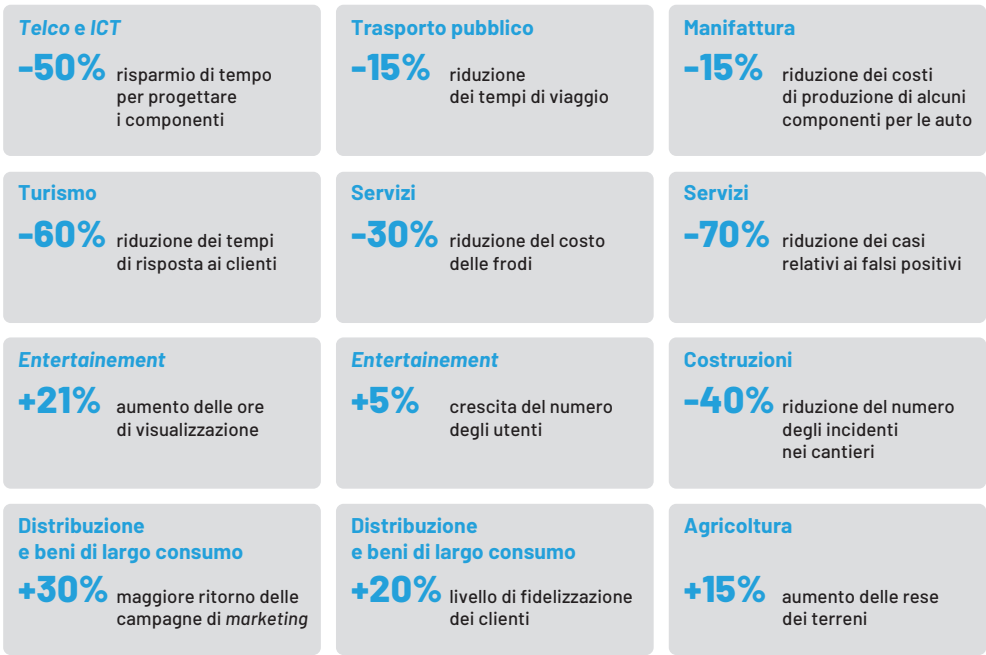 Telco e ICT
-50% risparmio di tempo
per progettare
i componenti
Trasporto pubblico
-15% riduzione
dei tempi di viaggio
Manifattura
-15% riduzione dei costi
di produzione di alcuni
componenti per le auto
Turismo
-60% riduzione dei tempi
di risposta ai clienti
Servizi
-30% riduzione del costo
delle frodi
Servizi
-70% riduzione dei casi
relativi ai falsi positivi
Entertainement
+21% aumento delle ore
di visualizzazione
Entertainement
+5% crescita del numero
degli utenti
Costruzioni
-40% riduzione del numero
degli incidenti
nei cantieri
Distribuzione
e beni di largo consumo
+30% maggiore ritorno delle
campagne di marketing
Distribuzione
e beni di largo consumo
+20% livello di fidelizzazione
dei clienti
Agricoltura
+15% aumento delle rese
dei terreni